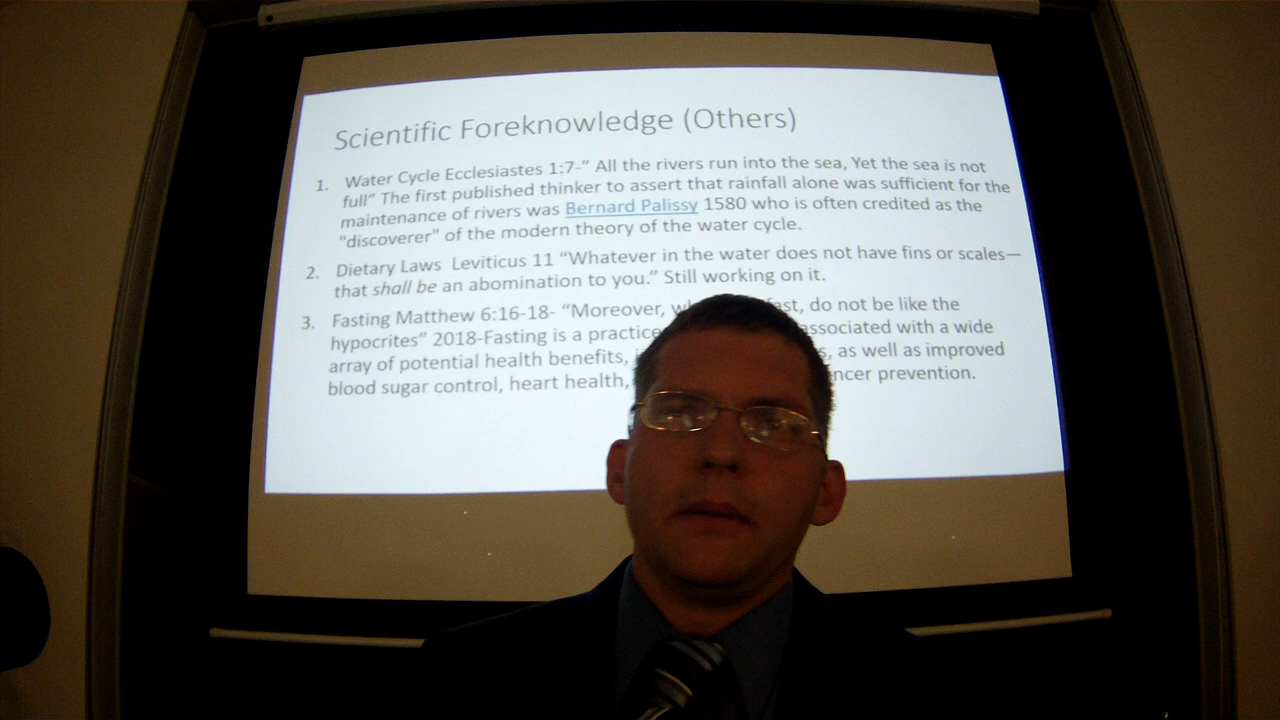 Scientific Foreknowledge (Others)
1. Water Cycle Ecclesiastes 1:7-” All the rivers run into the sea, Yet the sea is not
full” The first published thinker to assert that rainfall alone was sufficient for the
maintenance of rivers was Bernard Palissy 1580 who is often credited as the
"discoverer" of the modern theory of the water cycle.
2. Dietary Laws Leviticus 11 “Whatever in the water does not have fins or scales—
that shall be an abomination to you.” Still working on it.
3. Fasting Matthew 6:16-18- “Moreover, fast, do not be like the
hypocrites” 2018-Fasting is a practice associated with a wide
array of potential health benefits, as well as improved
blood sugar control, heart health, prevention.